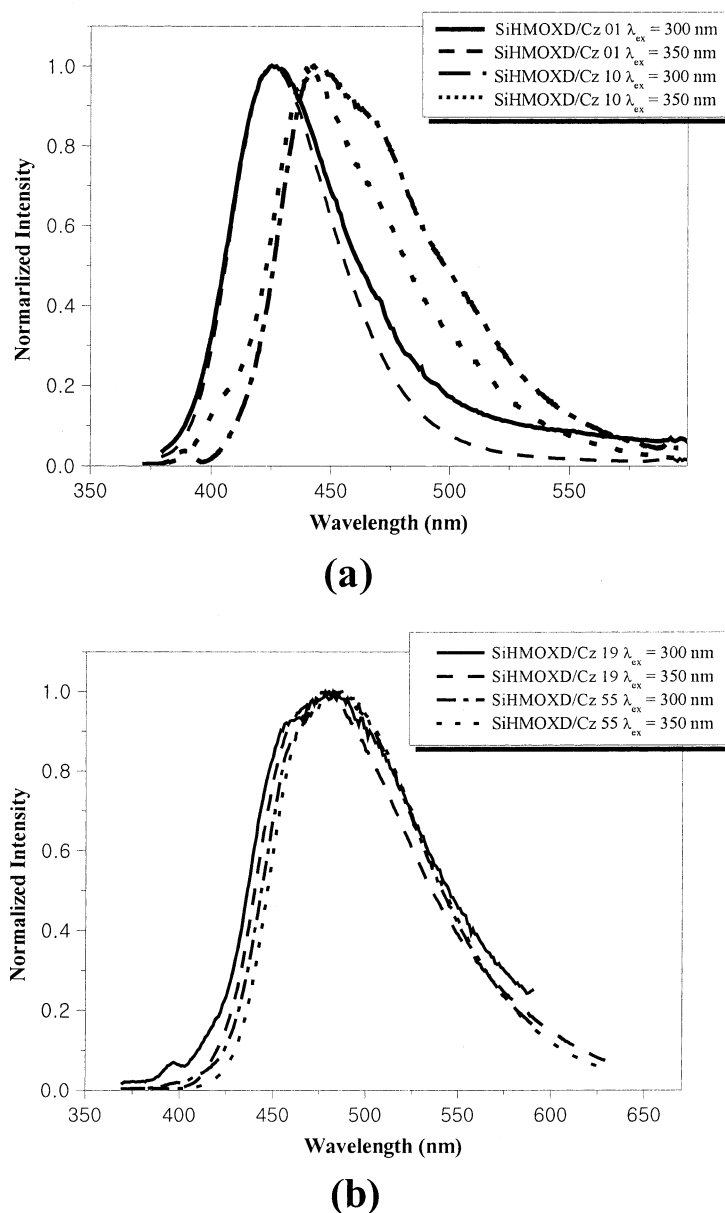 SiHMOXD/Cz 01 λex = 300 nm
SiHMOXD/Cz 01 λex = 350 nm
SiHMOXD/Cz 10 λex = 300 nm
SiHMOXD/Cz 10 λex = 350 nm
1.0
0.8
0.6
0.4
0.2
0.0
Normarlized Intensity
350
400
450
500
550
Wavelength (nm)
(a)
SiHMOXD/Cz 19 λex = 300 nm
SiHMOXD/Cz 19 λex = 350 nm
SiHMOXD/Cz 55 λex = 300 nm
SiHMOXD/Cz 55 λex = 350 nm
1.0
0.8
0.6
0.4
0.2
0.0
Normalized Intensity
350
400
450
500
550
600
650
Wavelength (nm)
(b)